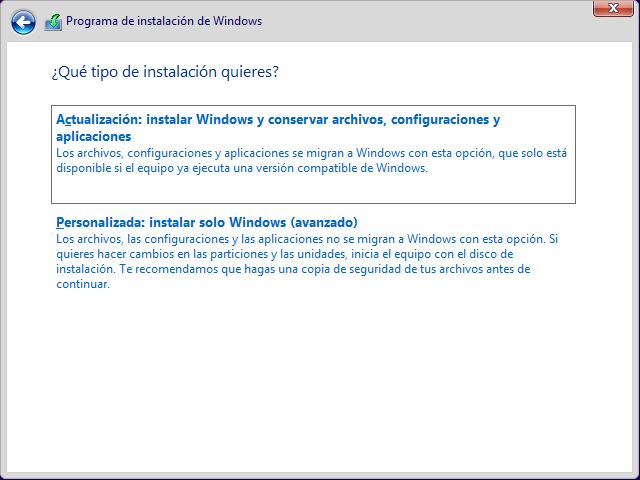 Programa de instalación de Windows
¿Qué tipo de instalación quieres?
Actualización: instalar Windows y conservar archivos, configuraciones y
aplicaciones
Los archivos, configuraciones y aplicaciones se migran a Windows con esta opción, que solo está
disponible si el equipo ya ejecuta una versión compatible de Windows.
Personalizada: instalar solo Windows (avanzado)
Los archivos, las configuraciones y las aplicaciones no se migran a Windows con esta opción. Si
quieres hacer cambios en las particiones y las unidades, inicia el equipo con el disco de
instalación. Te recomendamos que hagas una copia de seguridad de tus archivos antes de
continuar.